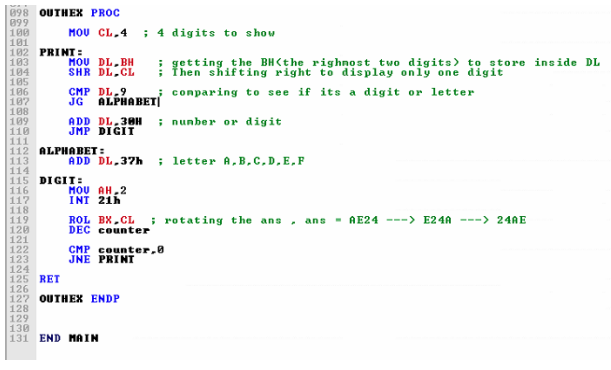 098 OUTHEX PROC
099
100 MOV CL,4 ; 4 digits to show
101
102 PRINT:
103 MOV DL,BH ; getting the BH(the righmost two digits) to store inside DL
104 SHR DL,CL ; Then shifting right to display only one digit
105
106 CMP DL,9 ; comparing to see if its a digit or letter
107 JG ALPHABET
108
109 ADD DL,30H ; number or digit
110 JMP DIGIT
111
112 ALPHABET:
113 ADD DL,37h ; letter A,B,C,D,E,F
114
115 DIGIT:
116 MOV AH,2
117 INT 21h
118
119 ROL BX,CL ; rotating the ans , ans = AE24 ---> E24A ---> 24AE
120 DEC counter
121
122 CMP counter,0
123 JNE PRINT
124
125 RET
126
127 OUTHEX ENDP
128
129
130
131 END MAIN